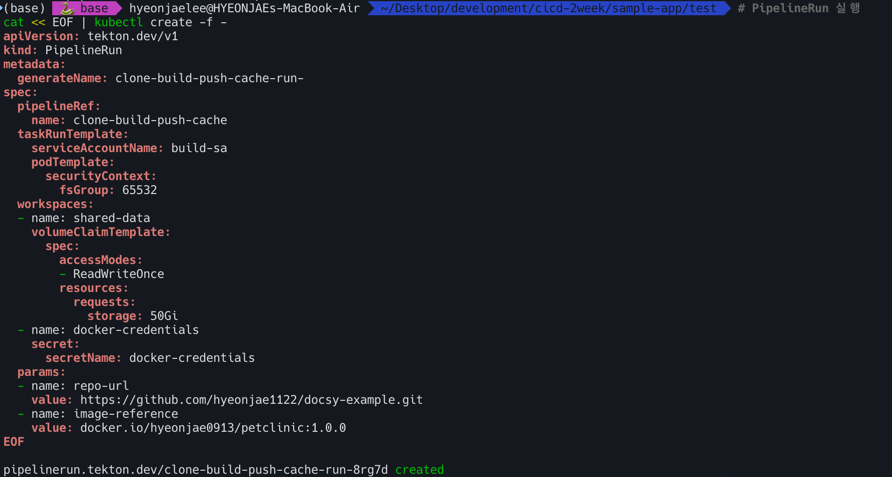 (base) base hyeonjaelee@HYEONJAEs-MacBook-Air ~/Desktop/development/cicd-2week/sample-app/test # PipelineRun 실행
cat << EOF | kubectl create -f -
apiVersion: tekton.dev/v1
kind: PipelineRun
metadata:
  generateName: clone-build-push-cache-run-
spec:
  pipelineRef:
    name: clone-build-push-cache
  taskRunTemplate:
    serviceAccountName: build-sa
    podTemplate:
      securityContext:
        fsGroup: 65532
  workspaces:
  - name: shared-data
    volumeClaimTemplate:
      spec:
        accessModes:
        - ReadWriteOnce
        resources:
          requests:
            storage: 50Gi
  - name: docker-credentials
    secret:
      secretName: docker-credentials
  params:
  - name: repo-url
    value: https://github.com/hyeonjae1122/docsy-example.git
  - name: image-reference
    value: docker.io/hyeonjae0913/petclinic:1.0.0
EOF
pipelinerun.tekton.dev/clone-build-push-cache-run-8rg7d created